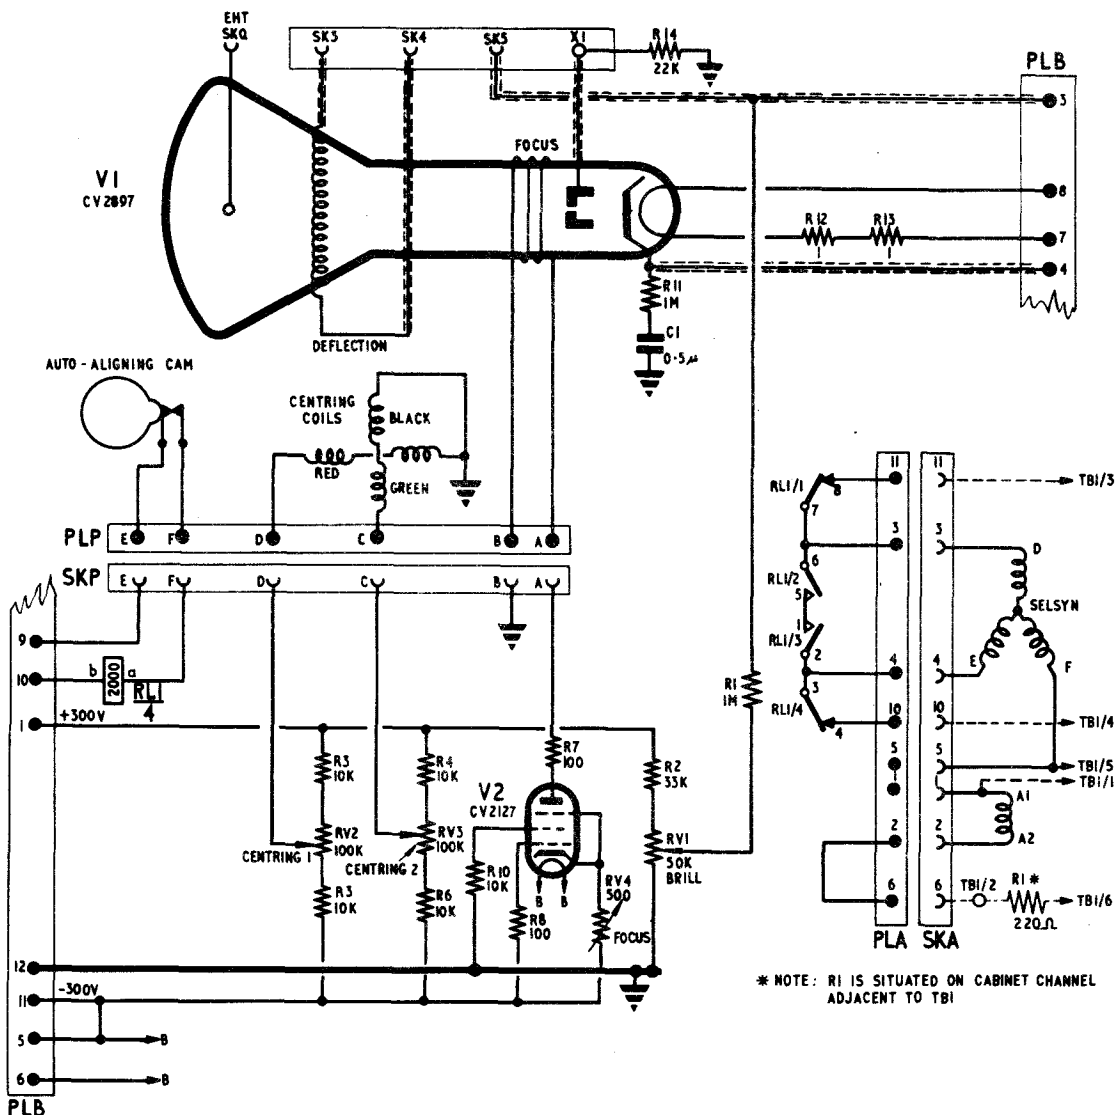 EHT
SKQ
SK3
SK4
SK5
X1
R14
22K
PLB
3
V1
CV2897
FOCUS
8
R12
R13
7
4
R11
1M
C1
0·5µ
DEFLECTION
AUTO-ALIGNING CAM
CENTRING
COILS
BLACK
RED
GREEN
PLP
E
F
D
C
B
A
SKP
E
F
D
C
B
A
9
10
b
2000
a
RL1
4
1
+300V
R3
10K
R4
10K
R7
100
R2
33K
R1
1M
V2
CV2127
RV2
100K
CENTRING 1
RV3
100K
CENTRING 2
RV1
50K
BRILL
R10
10K
RV4
500
R3
10K
R6
10K
R8
100
B
B
FOCUS
12
11
-300V
5
B
6
B
PLB
RL1/1
8
7
6
RL1/2
5
1
RL1/3
2
3
RL1/4
4
11
3
4
10
5
2
6
PLA
11
3
4
10
5
1
2
6
SKA
TB1/3
D
SELSYN
E
F
TB1/4
TB1/5
TB1/1
A1
A2
TB1/2
R1*
220Ω
TB1/6
* NOTE: R1 IS SITUATED ON CABINET CHANNEL
ADJACENT TO TB1